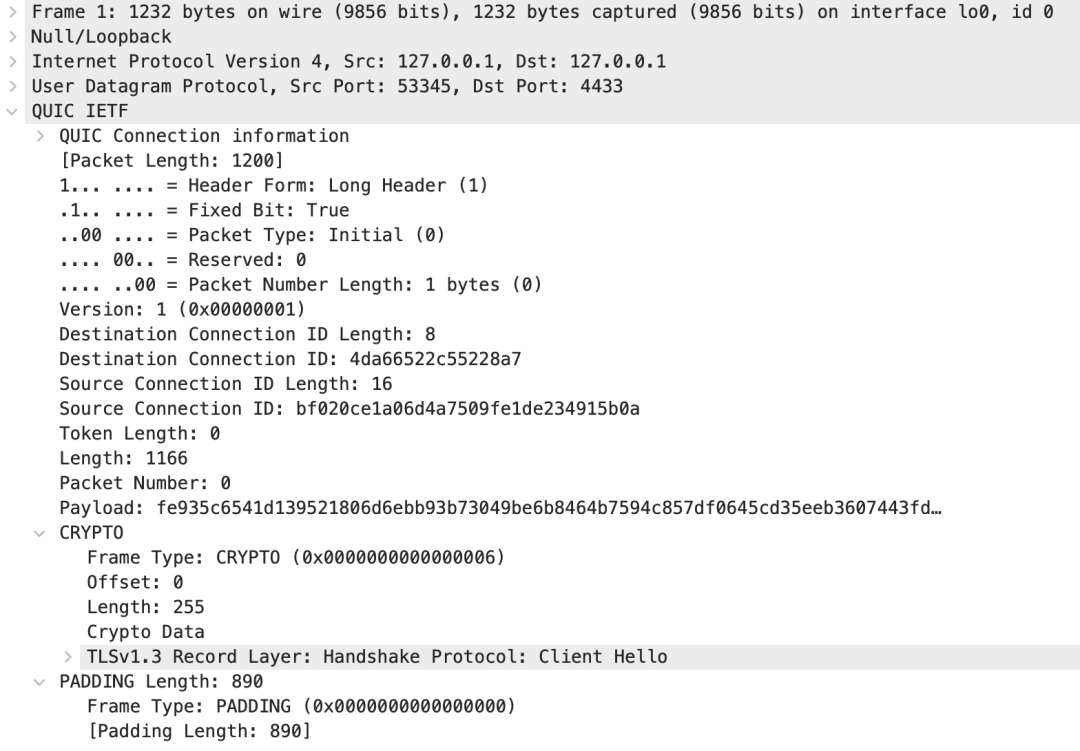 Frame 1: 1232 bytes on wire (9856 bits), 1232 bytes captured (9856 bits) on interface lo0, id 0
Null/Loopback
Internet Protocol Version 4, Src: 127.0.0.1, Dst: 127.0.0.1
User Datagram Protocol, Src Port: 53345, Dst Port: 4433
QUIC IETF
QUIC Connection information
[Packet Length: 1200]
1... .... = Header Form: Long Header (1)
.1.. .... = Fixed Bit: True
..00 .... = Packet Type: Initial (0)
.... 00.. = Reserved: 0
.... ..00 = Packet Number Length: 1 bytes (0)
Version: 1 (0x00000001)
Destination Connection ID Length: 8
Destination Connection ID: 4da66522c55228a7
Source Connection ID Length: 16
Source Connection ID: bf020ce1a06d4a7509fe1de234915b0a
Token Length: 0
Length: 1166
Packet Number: 0
Payload: fe935c6541d139521806d6ebb93b73049be6b8464b7594c857df0645cd35eeb3607443fd…
CRYPTO
Frame Type: CRYPTO (0x0000000000000006)
Offset: 0
Length: 255
Crypto Data
TLSv1.3 Record Layer: Handshake Protocol: Client Hello
PADDING Length: 890
Frame Type: PADDING (0x0000000000000000)
[Padding Length: 890]